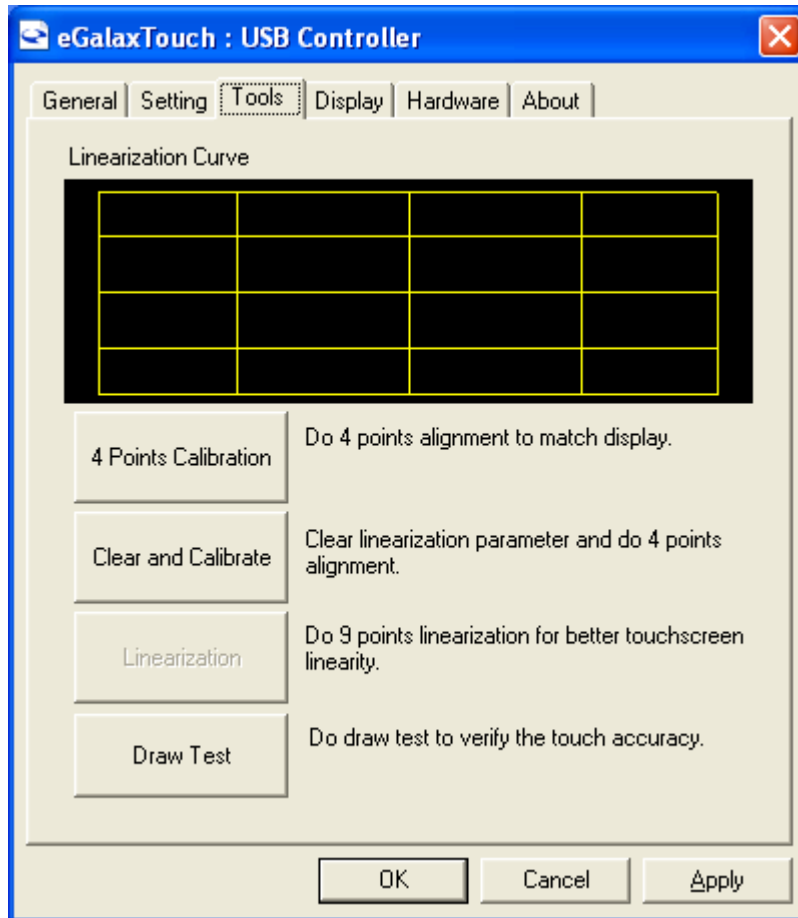 eGalaxTouch : USB Controller
General Setting Tools Display Hardware About
Linearization Curve
4 Points Calibration
Do 4 points alignment to match display.
Clear and Calibrate
Clear linearization parameter and do 4 points
alignment.
Linearization
Do 9 points linearization for better touchscreen
linearity.
Draw Test
Do draw test to verify the touch accuracy.
OK Cancel Apply